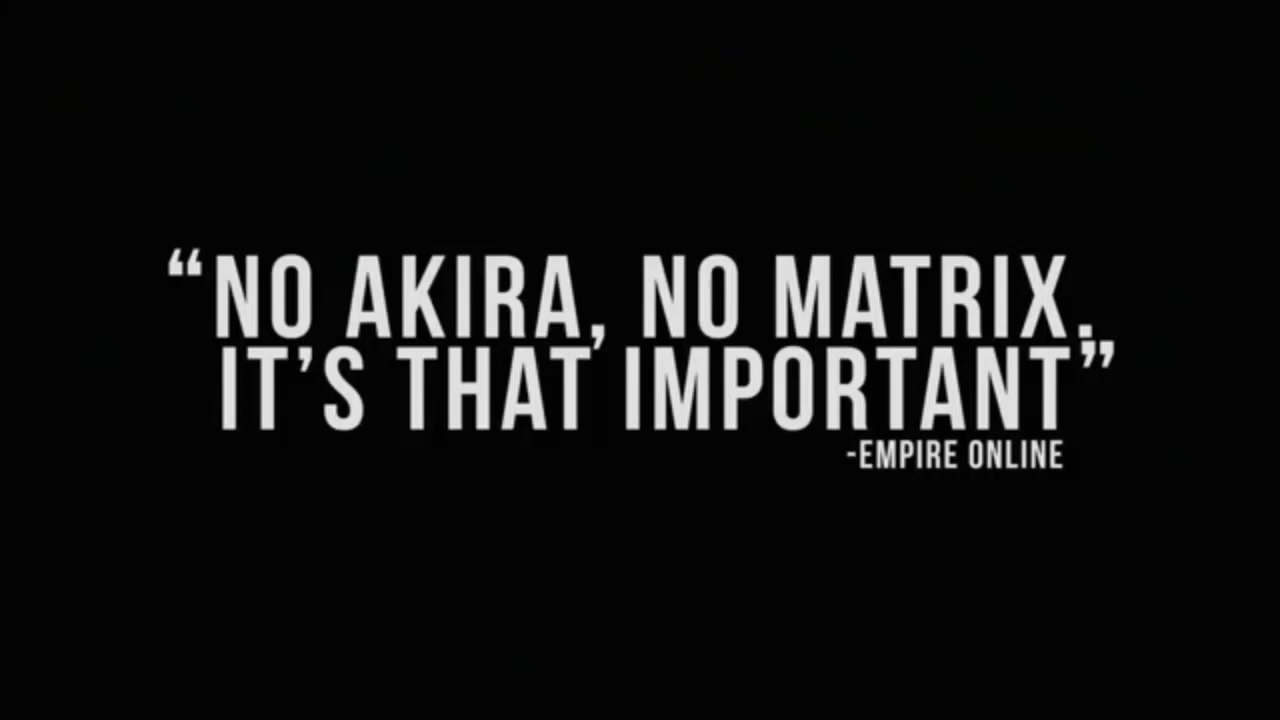 “NO AKIRA, NO MATRIX.
IT’S THAT IMPORTANT”
-EMPIRE ONLINE